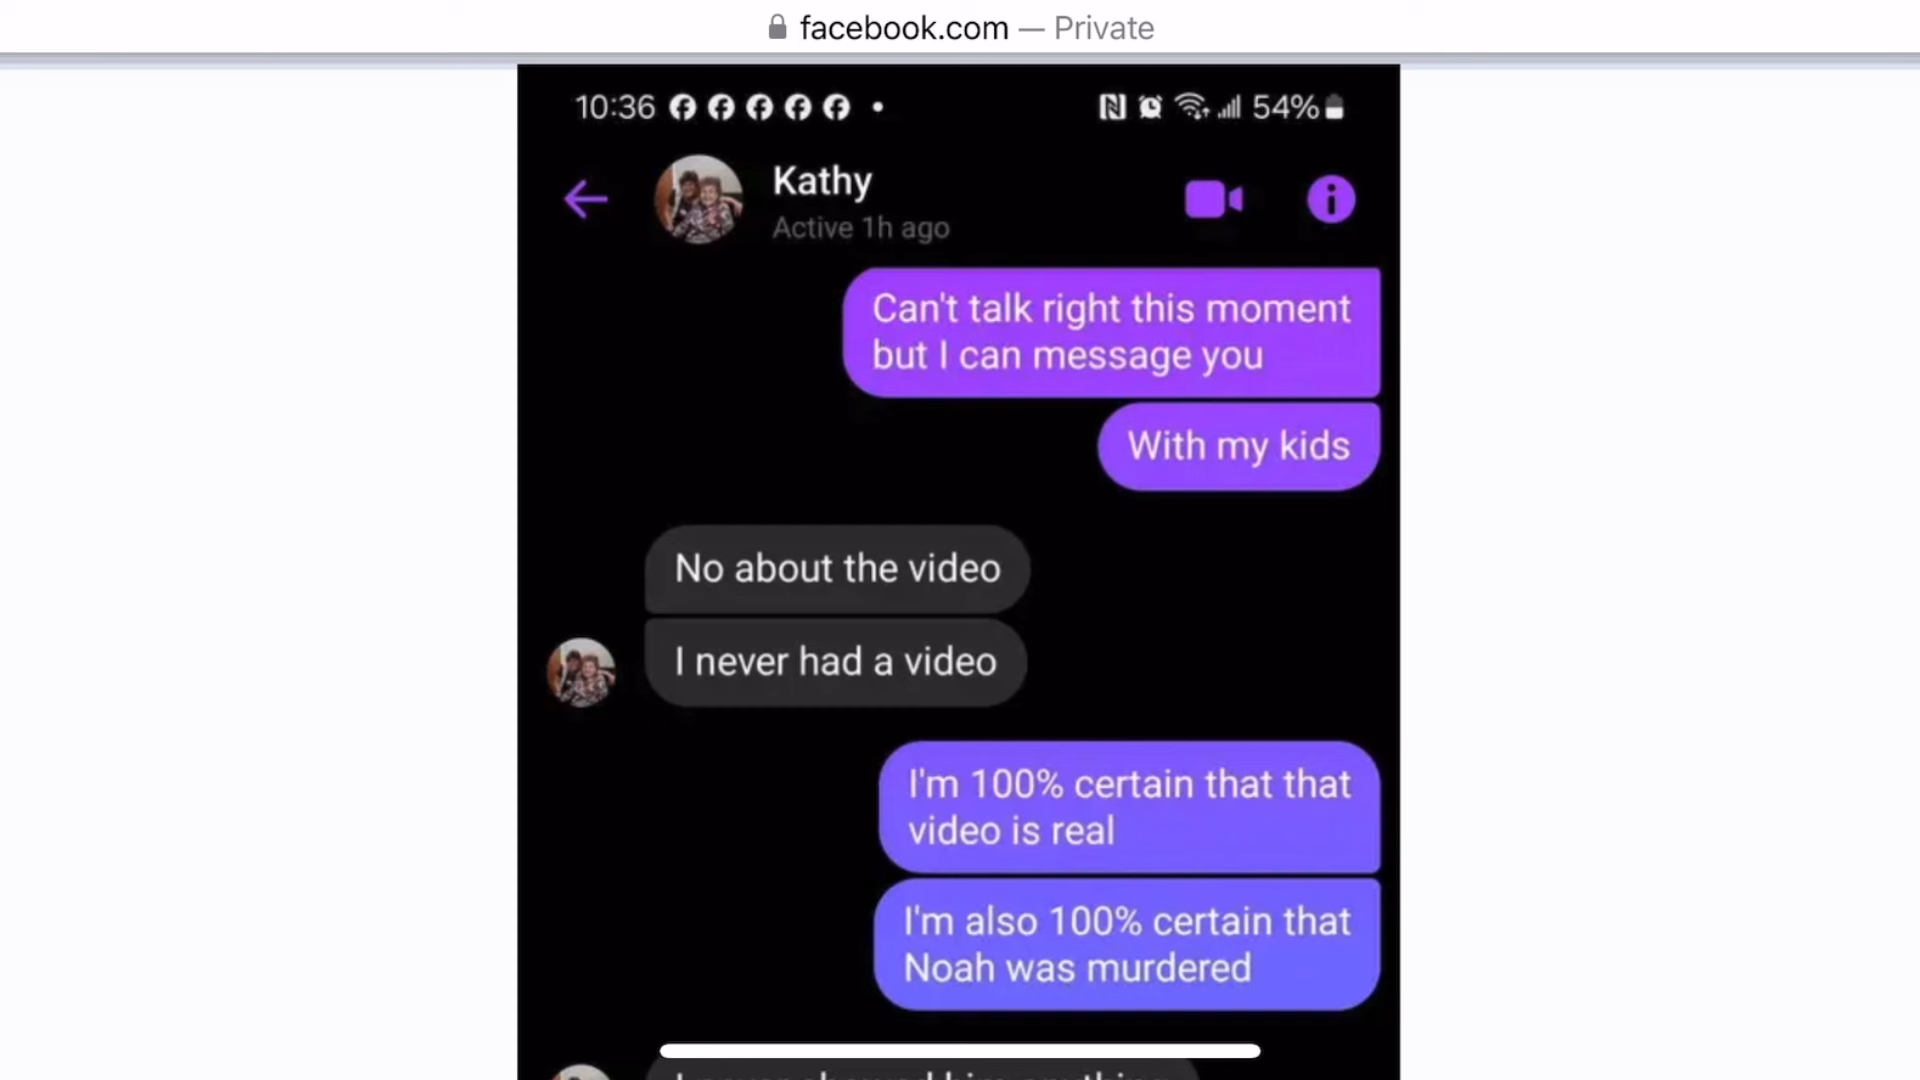 facebook.com — Private
10:36 54%
Kathy
Active 1h ago
Can't talk right this moment
but I can message you
With my kids
No about the video
I never had a video
I'm 100% certain that that
video is real
I'm also 100% certain that
Noah was murdered